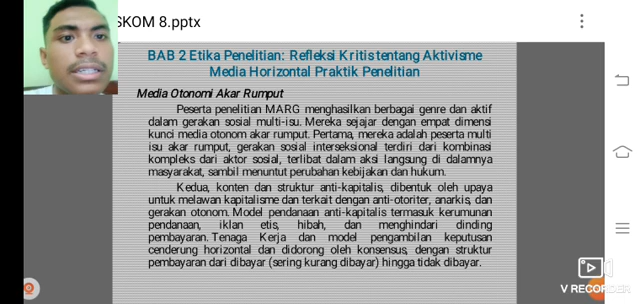 SKOM 8.pptx
BAB 2 Etika Penelitian: Refleksi Kritis tentang Aktivisme
Media Horizontal Praktik Penelitian
Media Otonomi Akar Rumput
Peserta penelitian MARG menghasilkan berbagai genre dan aktif
dalam gerakan sosial multi-isu. Mereka sejajar dengan empat dimensi
kunci media otonom akar rumput. Pertama, mereka adalah peserta multi
isu akar rumput, gerakan sosial interseksional terdiri dari kombinasi
kompleks dari aktor sosial, terlibat dalam aksi langsung di dalamnya
masyarakat, sambil menuntut perubahan kebijakan dan hukum.
Kedua, konten dan struktur anti-kapitalis, dibentuk oleh upaya
untuk melawan kapitalisme dan terkait dengan anti-otoriter, anarkis, dan
gerakan otonom. Model pendanaan anti-kapitalis termasuk kerumunan
pendanaan, iklan etis, hibah, dan menghindari dinding
pembayaran. Tenaga Kerja dan model pengambilan keputusan
cenderung horizontal dan didorong oleh konsensus, dengan struktur
pembayaran dari dibayar (sering kurang dibayar) hingga tidak dibayar.
V RECORDER